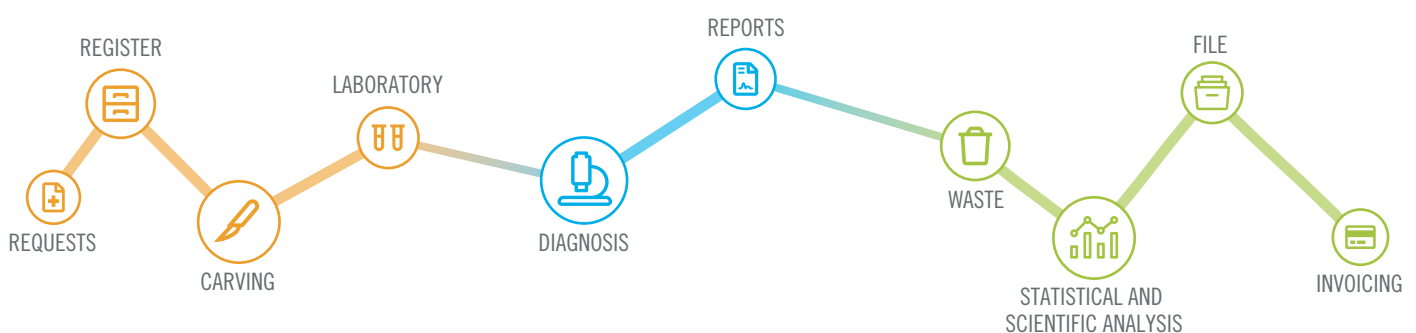 REQUESTS
REGISTER
CARVING
LABORATORY
DIAGNOSIS
REPORTS
WASTE
STATISTICAL AND
SCIENTIFIC ANALYSIS
FILE
INVOICING